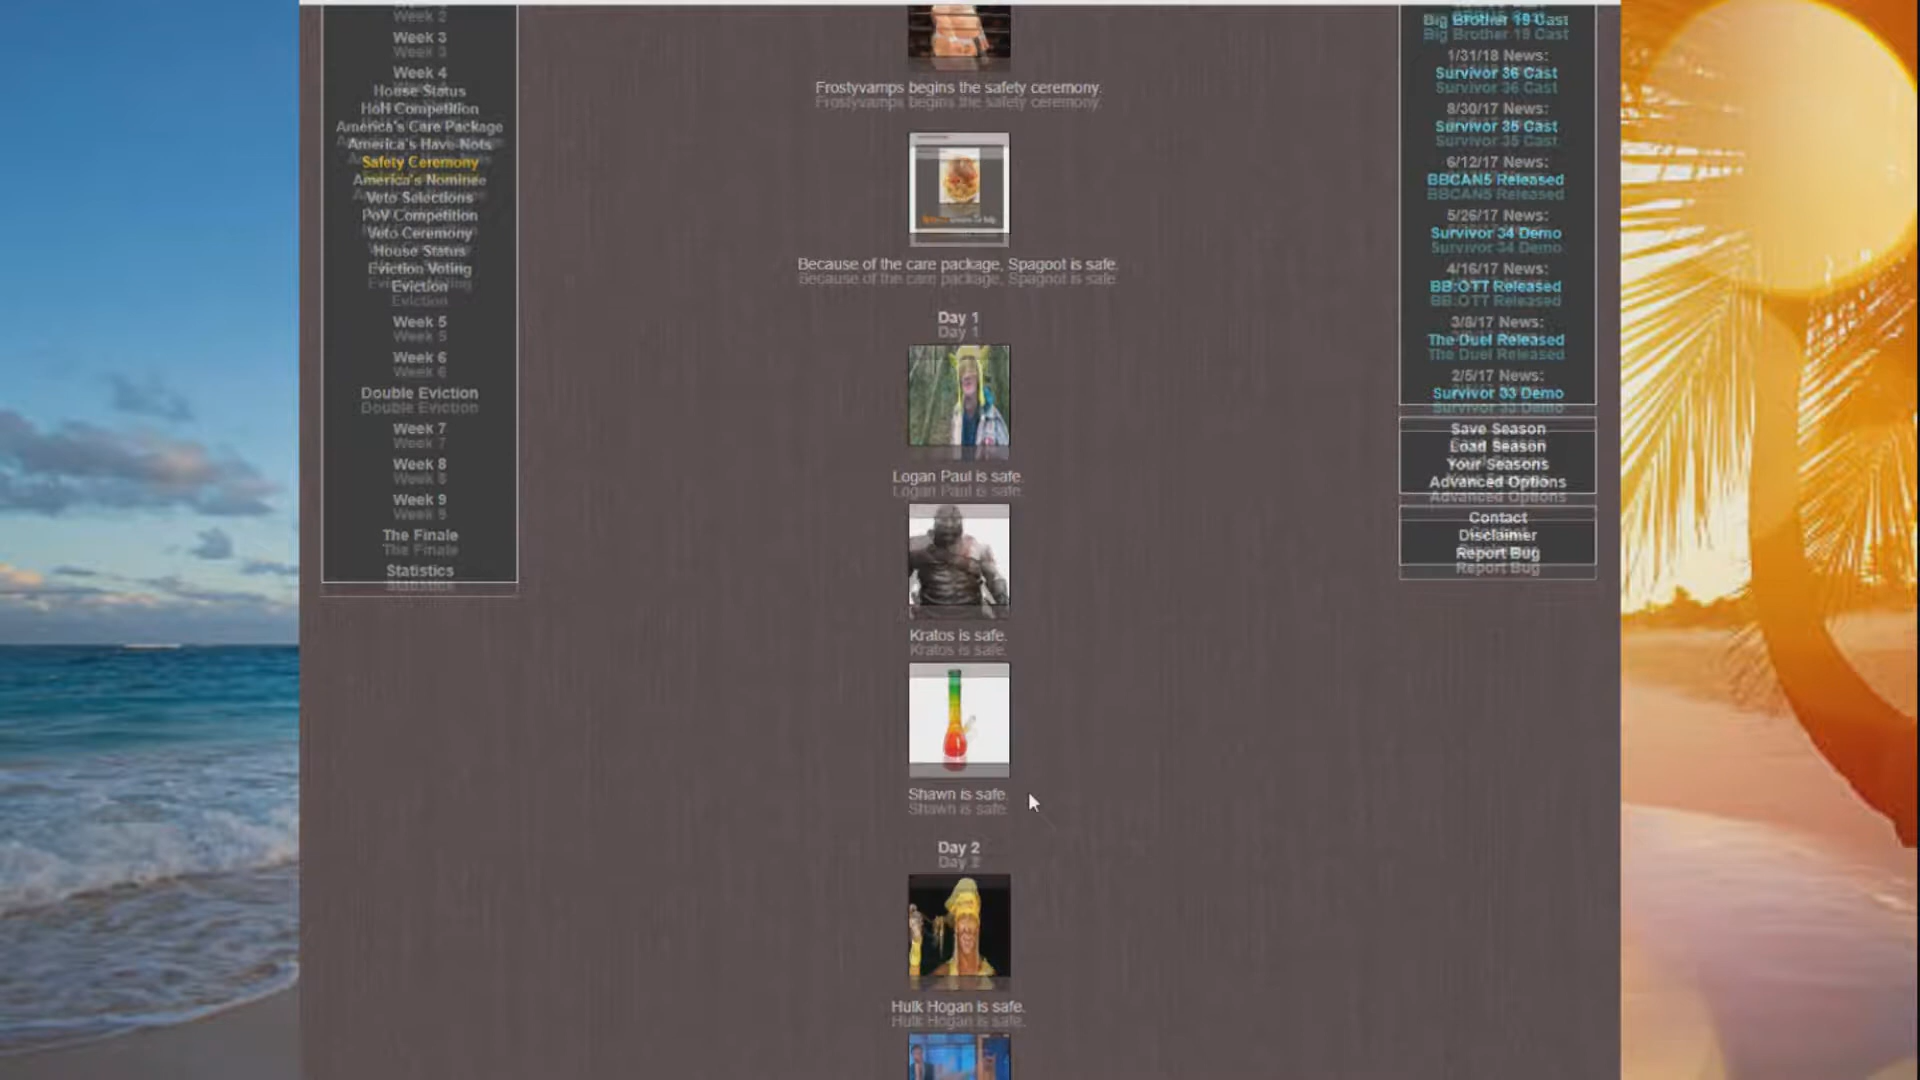 Week 2
Week 3
Week 4
House Status
HoH Competition
America's Care Package
America's Have-Nots
Safety Ceremony
America's Nominee
Veto Selections
PoV Competition
Veto Ceremony
House Status
Eviction Voting
Eviction
Week 5
Week 6
Double Eviction
Week 7
Week 8
Week 9
The Finale
Statistics
Frostyvamps begins the safety ceremony.
Because of the care package, Spagoot is safe.
Day 1
Logan Paul is safe.
Kratos is safe.
Shawn is safe.
Day 2
Hulk Hogan is safe.
Big Brother 19 Cast
1/31/18 News:
Survivor 36 Cast
8/30/17 News:
Survivor 35 Cast
6/12/17 News:
BBCAN5 Released
5/26/17 News:
Survivor 34 Demo
4/16/17 News:
BB:OTT Released
3/8/17 News:
The Duel Released
2/5/17 News:
Survivor 33 Demo
Save Season
Load Season
Your Seasons
Advanced Options
Contact
Disclaimer
Report Bug